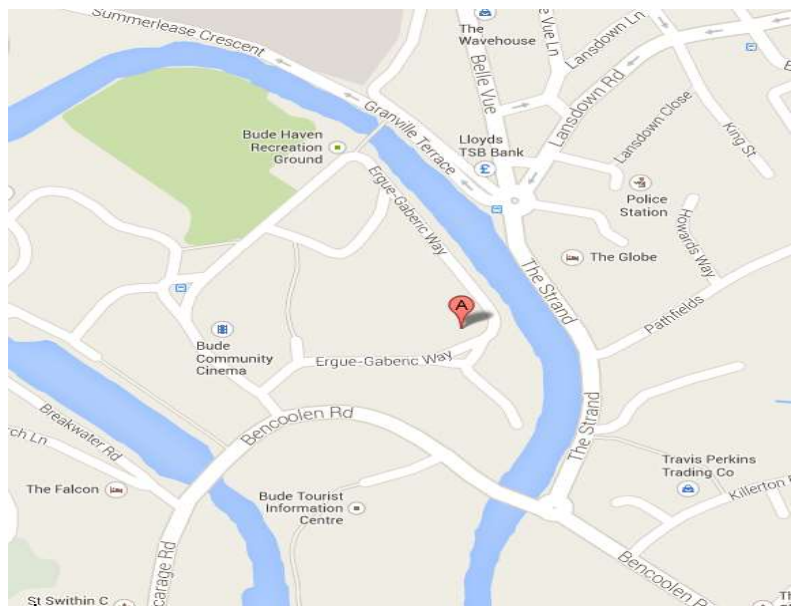 Summerlease Crescent
The
Wavehouse
Belle Vue
Vue Ln
Lansdown Ln
Lansdown Rd
Granville Terrace
Bude Haven
Recreation
Ground
Lloyds
TSB Bank
£
Lansdown Close
King St
Police
Station
Ergue-Gaberic Way
Howards Way
The Globe
The Strand
Pathfields
A
Bude
Community
Cinema
Ergue-Gaberic Way
Breakwater Rd
rch Ln
Bencoolen Rd
The Strand
The Falcon
Bude Tourist
Information
Centre
Travis Perkins
Trading Co
Killerton
Bencoolen R
carage Rd
St Swithin C
The